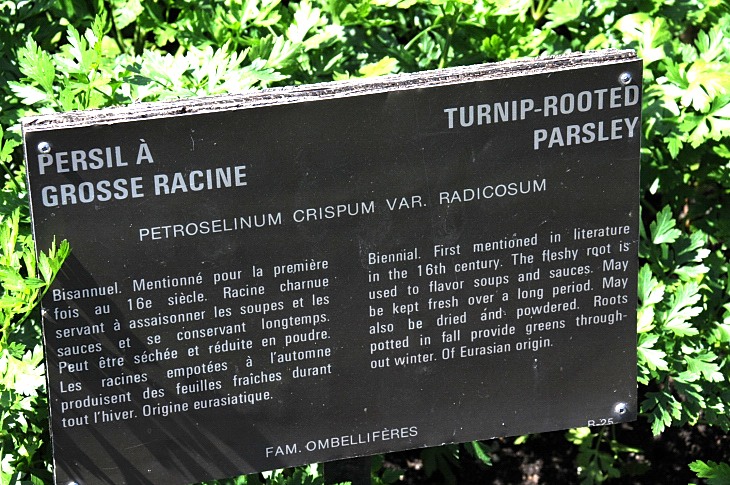 PERSIL À
GROSSE RACINE
TURNIP-ROOTED
PARSLEY
PETROSELINUM CRISPUM VAR. RADICOSUM
Bisannuel. Mentionné pour la première
fois au 16e siècle. Racine charnue
servant à assaisonner les soupes et les
sauces et se conservant longtemps.
Peut être séchée et réduite en poudre.
Les racines empotées à l'automne
produisent des feuilles fraîches durant
tout l'hiver. Origine eurasiatique.
Biennial. First mentioned in literature
in the 16th century. The fleshy root is
used to flavor soups and sauces. May
be kept fresh over a long period. May
also be dried and powdered. Roots
potted in fall provide greens through-
out winter. Of Eurasian origin.
FAM. OMBELLIFÈRES